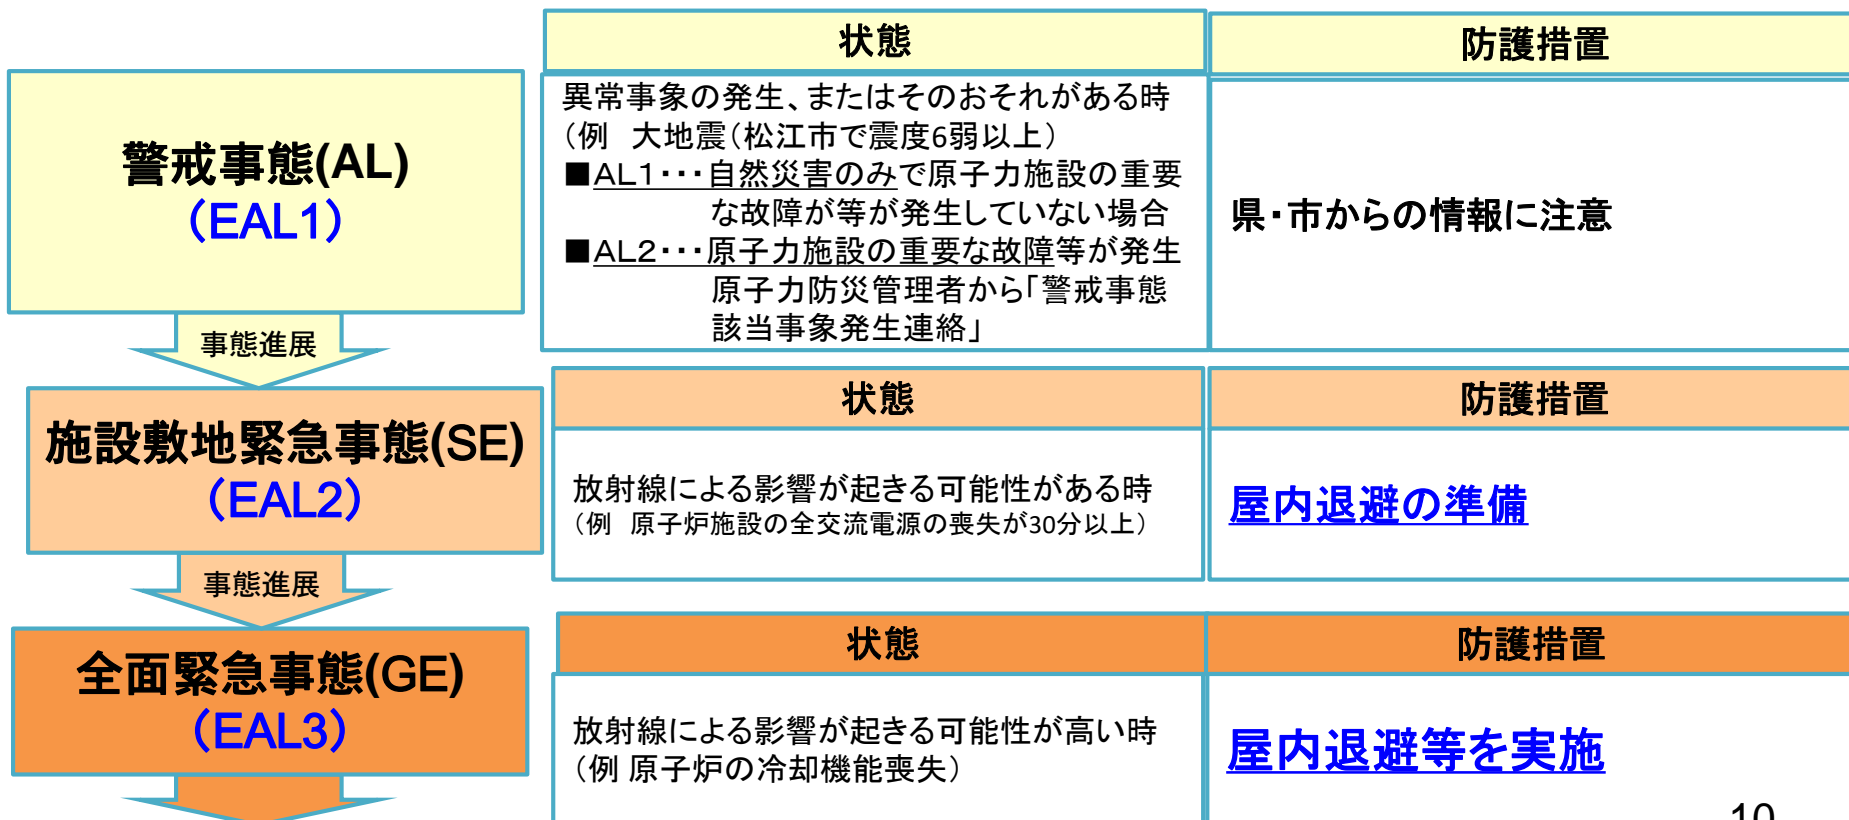 状態
防護措置
警戒事態(AL)
（EAL1）
異常事象の発生、またはそのおそれがある時
（例　大地震（松江市で震度6弱以上）
■AL1・・・自然災害のみで原子力施設の重要
な故障が等が発生していない場合
■AL2・・・原子力施設の重要な故障等が発生
原子力防災管理者から「警戒事態
該当事象発生連絡」
県・市からの情報に注意
事態進展
施設敷地緊急事態(SE)
（EAL2）
状態
防護措置
放射線による影響が起きる可能性がある時
（例　原子炉施設の全交流電源の喪失が30分以上）
屋内退避の準備
事態進展
全面緊急事態(GE)
（EAL3）
状態
防護措置
放射線による影響が起きる可能性が高い時
（例 原子炉の冷却機能喪失）
屋内退避等を実施
10